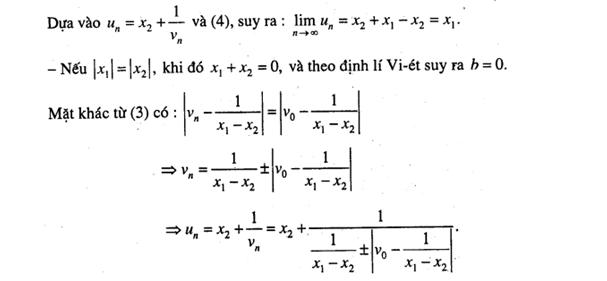 Dựa vào $u_n = x_2 + \frac{1}{v_n}$ và (4), suy ra : $\lim_{n \to \infty} u_n = x_2 + x_1 - x_2 = x_1.$
– Nếu $|x_1| = |x_2|$, khi đó $x_1 + x_2 = 0$, và theo định lí Vi-ét suy ra $b = 0$.
Mặt khác từ (3) có : $\left| v_n - \frac{1}{x_1 - x_2} \right| = \left| v_0 - \frac{1}{x_1 - x_2} \right|$
$\Rightarrow v_n = \frac{1}{x_1 - x_2} \pm \left| v_0 - \frac{1}{x_1 - x_2} \right|$
$\Rightarrow u_n = x_2 + \frac{1}{v_n} = x_2 + \frac{1}{\frac{1}{x_1 - x_2} \pm \left| v_0 - \frac{1}{x_1 - x_2} \right|}.$